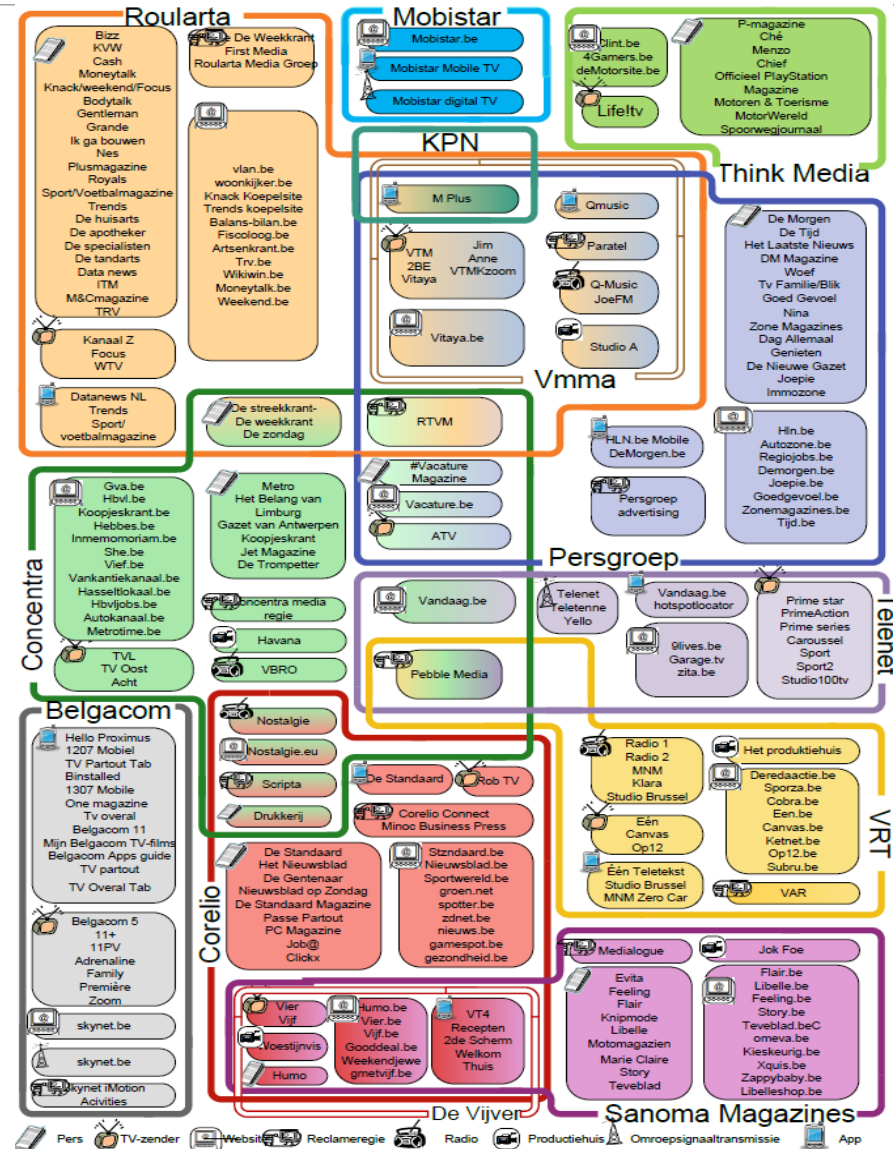 Roularta
Bizz
KVW
Cash
Moneytalk
Knack/weekend/Focus
Bodytalk
Gentleman
Grande
Ik ga bouwen
Nes
Plusmagazine
Royals
Sport/Voetbalmagazine
Trends
De huisarts
De apotheker
De specialisten
De tandarts
Data news
ITM
M&Cmagazine
TRV
De Weekkrant
First Media
Roularta Media Groep
vlan.be
woonkijker.be
Knack Koepelsite
Trends koepelsite
Balans-bilan.be
Fiscoloog.be
Artsenkrant.be
Trv.be
Wikiwin.be
Moneytalk.be
Weekend.be
Kanaal Z
Focus
WTV
Datanews NL
Trends
Sport/
voetbalmagazine
Mobistar
Mobistar.be
Mobistar Mobile TV
Mobistar digital TV
Clint.be
4Gamers.be
deMotorsite.be
Life!tv
P-magazine
Ché
Menzo
Chief
Officieel PlayStation
Magazine
Motoren & Toerisme
MotorWereld
Spoorwegjournaal
Think Media
KPN
M Plus
VTM
2BE
Vitaya
Jim
Anne
VTMKzoom
Vitaya.be
Qmusic
Paratel
Q-Music
JoeFM
Studio A
Vmma
De Morgen
De Tijd
Het Laatste Nieuws
DM Magazine
Woef
Tv Familie/Blik
Goed Gevoel
Nina
Zone Magazines
Dag Allemaal
Genieten
De Nieuwe Gazet
Joepie
Immozone
De streekkrant-
De weekkrant
De zondag
RTVM
HLN.be Mobile
DeMorgen.be
Persgroep
advertising
Hln.be
Autozone.be
Regiojobs.be
Demorgen.be
Joepie.be
Goedgevoel.be
Zonemagazines.be
Tijd.be
#Vacature
Magazine
Vacature.be
ATV
Persgroep
Concentra
Gva.be
Hbvl.be
Koopjeskrant.be
Hebbes.be
Inmemomoriam.be
She.be
Vief.be
Vankantiekanaal.be
Hasseltlokaal.be
Hbvljobs.be
Autokanaal.be
Metrotime.be
TVL
TV Oost
Acht
Metro
Het Belang van
Limburg
Gazet van Antwerpen
Koopjeskrant
Jet Magazine
De Trompetter
Concentra media
regie
Havana
VBRO
Vandaag.be
Pebble Media
Telenet
Teletenne
Yello
Vandaag.be
hotspotlocator
9lives.be
Garage.tv
zita.be
Prime star
PrimeAction
Prime series
Caroussel
Sport
Sport2
Studio100tv
Telenet
Belgacom
Hello Proximus
1207 Mobiel
TV Partout Tab
Binstalled
1307 Mobile
One magazine
Tv overal
Belgacom 11
Mijn Belgacom TV-films
Belgacom Apps guide
TV partout
TV Overal Tab
Belgacom 5
11+
11PV
Adrenaline
Family
Première
Zoom
skynet.be
skynet.be
Skynet iMotion
Acivities
Corelio
Nostalgie
Nostalgie.eu
Scripta
Drukkerij
De Standaard
Rob TV
Corelio Connect
Minoc Business Press
De Standaard
Het Nieuwsblad
De Gentenaar
Nieuwsblad op Zondag
De Standaard Magazine
Passe Partout
PC Magazine
Job@
Clickx
Stzndaard.be
Nieuwsblad.be
Sportwereld.be
groen.net
spotter.be
zdnet.be
nieuws.be
gamespot.be
gezondheid.be
Radio 1
Radio 2
MNM
Klara
Studio Brussel
Eén
Canvas
Op12
Één Teletekst
Studio Brussel
MNM Zero Car
Het produktiehuis
Deredaactie.be
Sporza.be
Cobra.be
Een.be
Canvas.be
Ketnet.be
Op12.be
Subru.be
VAR
VRT
Vier
Vijf
Woestijnvis
Humo
Humo.be
Vier.be
Vijf.be
Gooddeal.be
Weekendjewe
gmetvijf.be
VT4
Recepten
2de Scherm
Welkom
Thuis
De Vijver
Medialogue
Evita
Feeling
Flair
Knipmode
Libelle
Motomagazien
Marie Claire
Story
Teveblad
Jok Foe
Flair.be
Libelle.be
Feeling.be
Story.be
Teveblad.beC
omeva.be
Kieskeurig.be
Xquis.be
Zappybaby.be
Libelleshop.be
Sanoma Magazines
Pers
TV-zender
Website
Reclameregie
Radio
Productiehuis
Omroepsignaaltransmissie
App